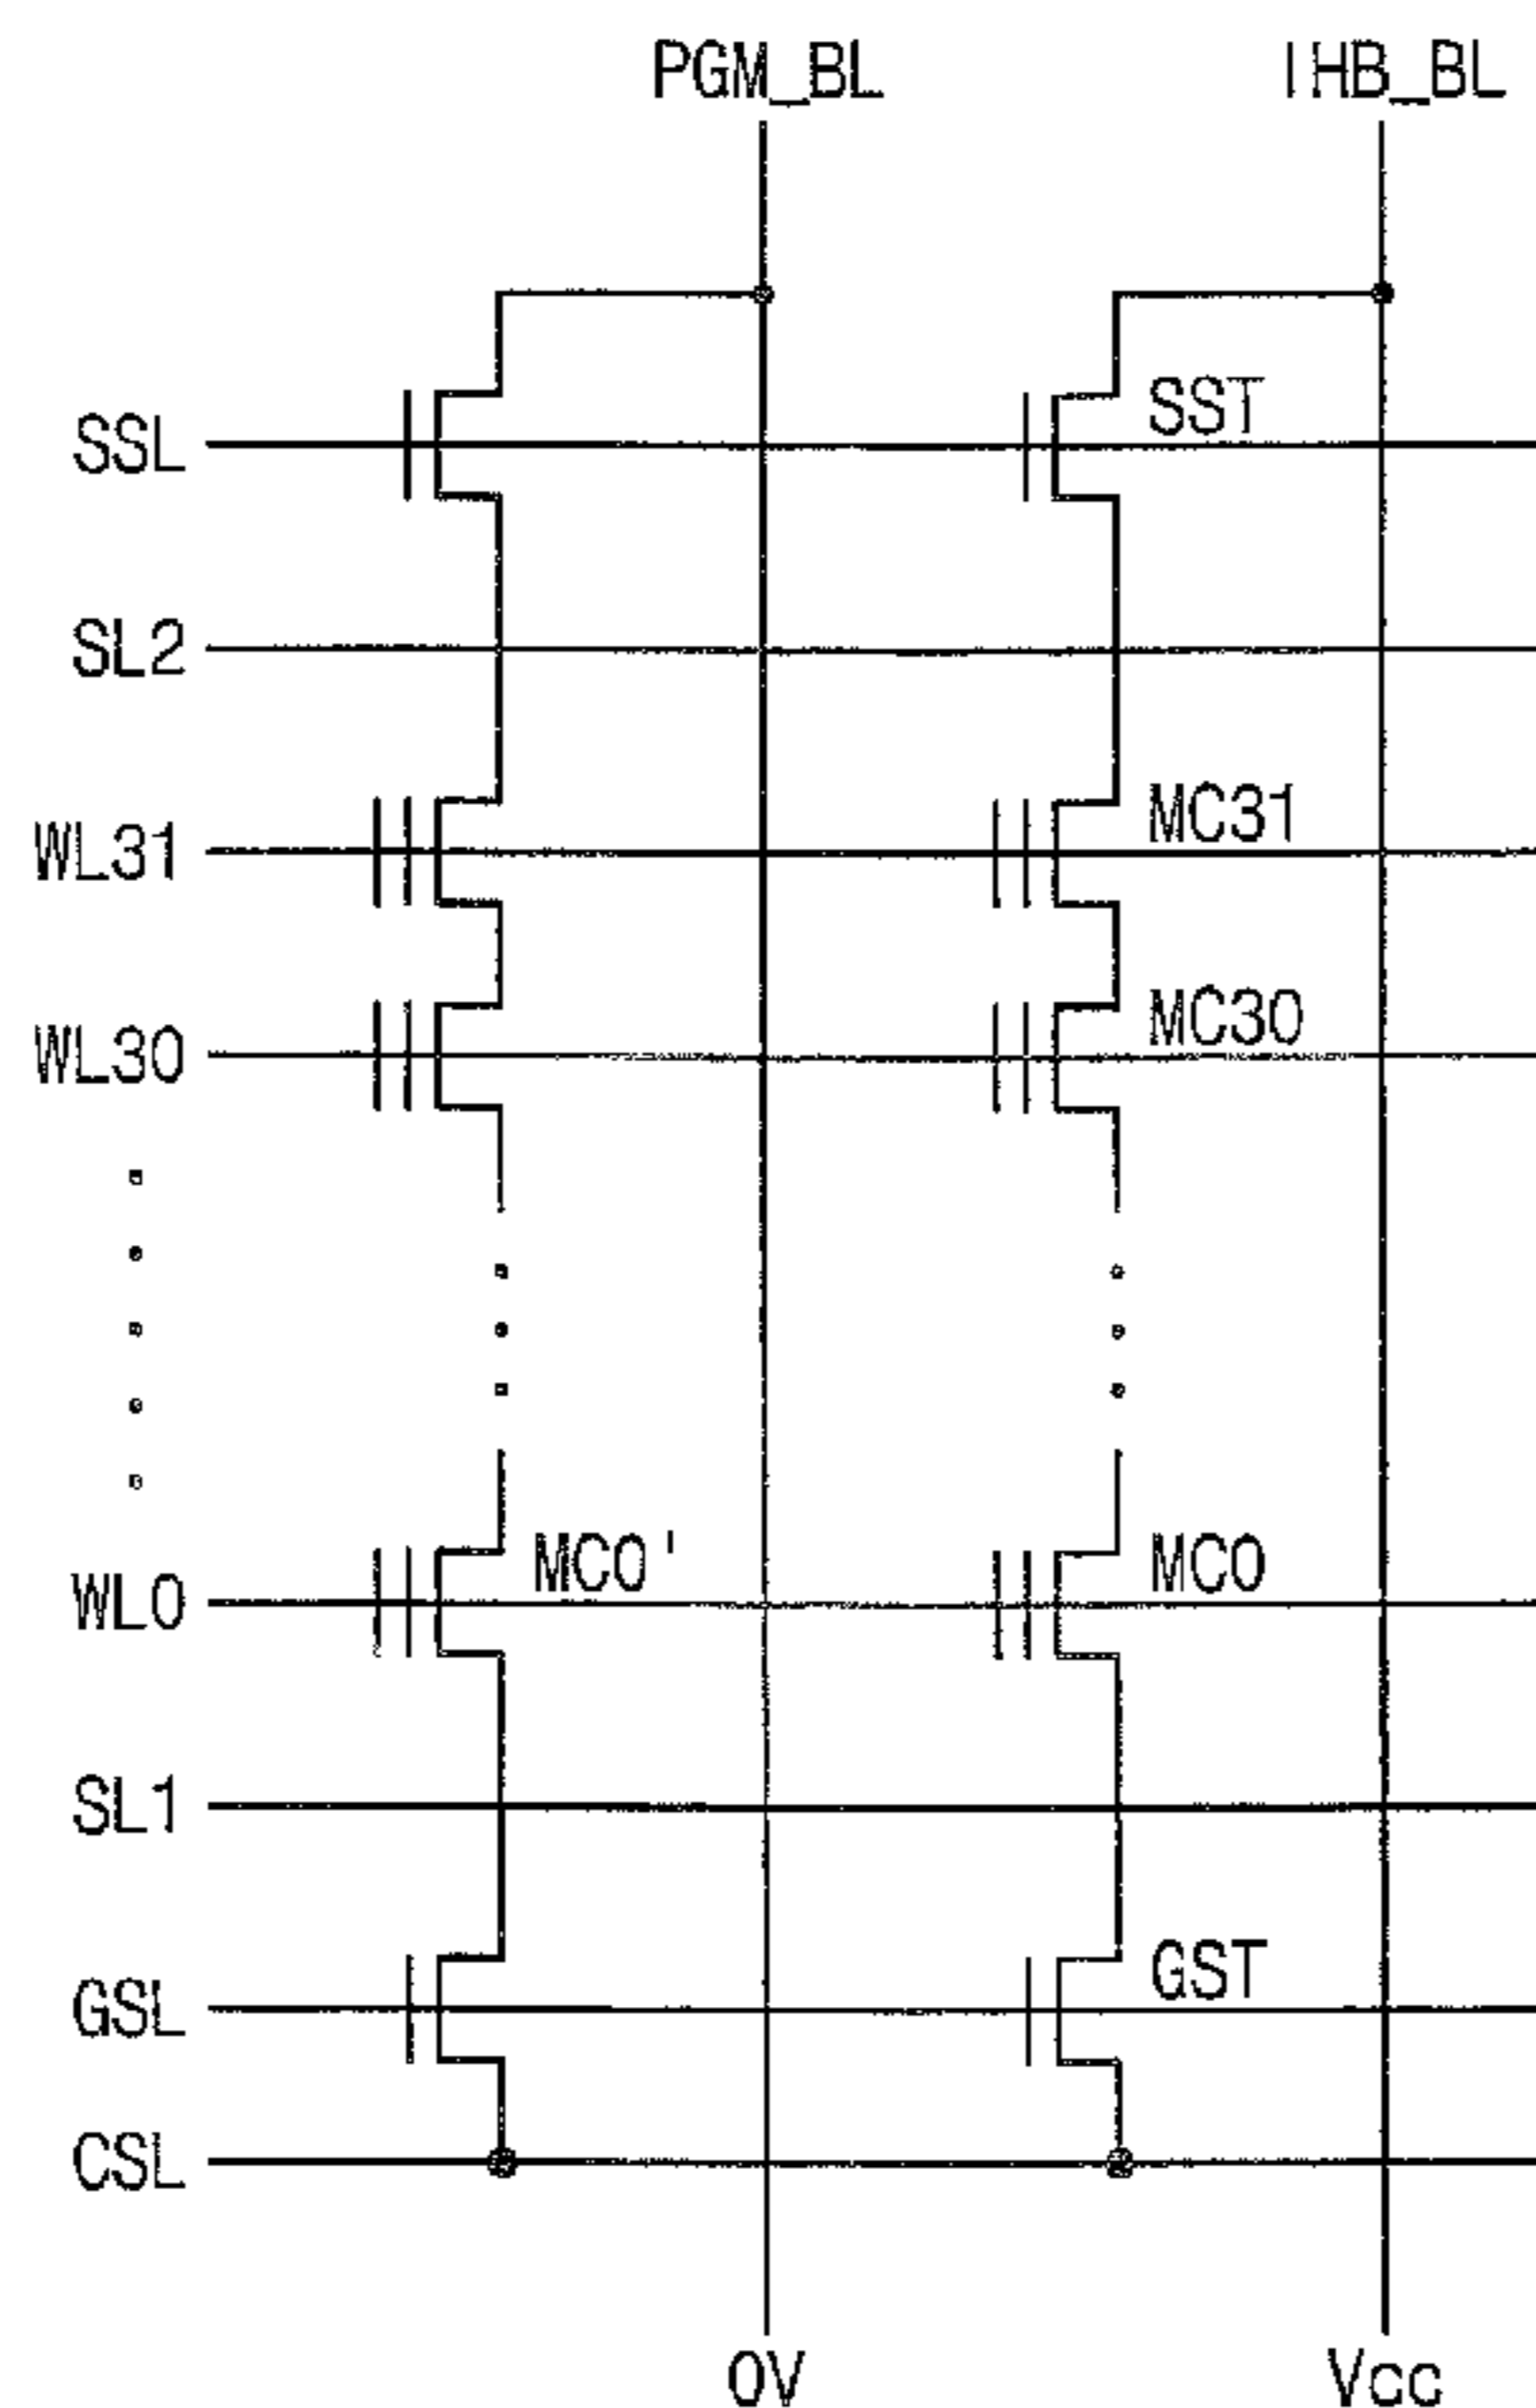 PGM_BL IHB_BL
SSL SST
SL2
WL31 MC31
WL30 MC30
WL0 MC0' MC0
SL1
GSL GST
CSL
0V Vcc